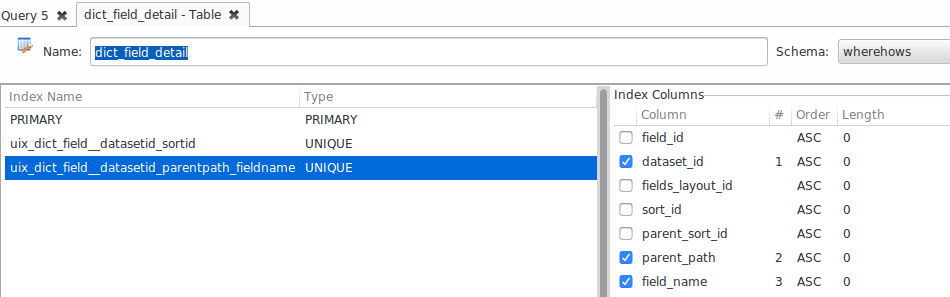 Query 5 dict_field_detail - Table
Name: dict_field_detail Schema: wherehows
Index Columns
Index Name Type Column # Order Length
PRIMARY PRIMARY
field_id ASC 0
uix_dict_field__datasetid_sortid UNIQUE
dataset_id 1 ASC 0
uix_dict_field__datasetid_parentpath_fieldname UNIQUE
fields_layout_id ASC 0
sort_id ASC 0
parent_sort_id ASC 0
parent_path 2 ASC 0
field_name 3 ASC 0